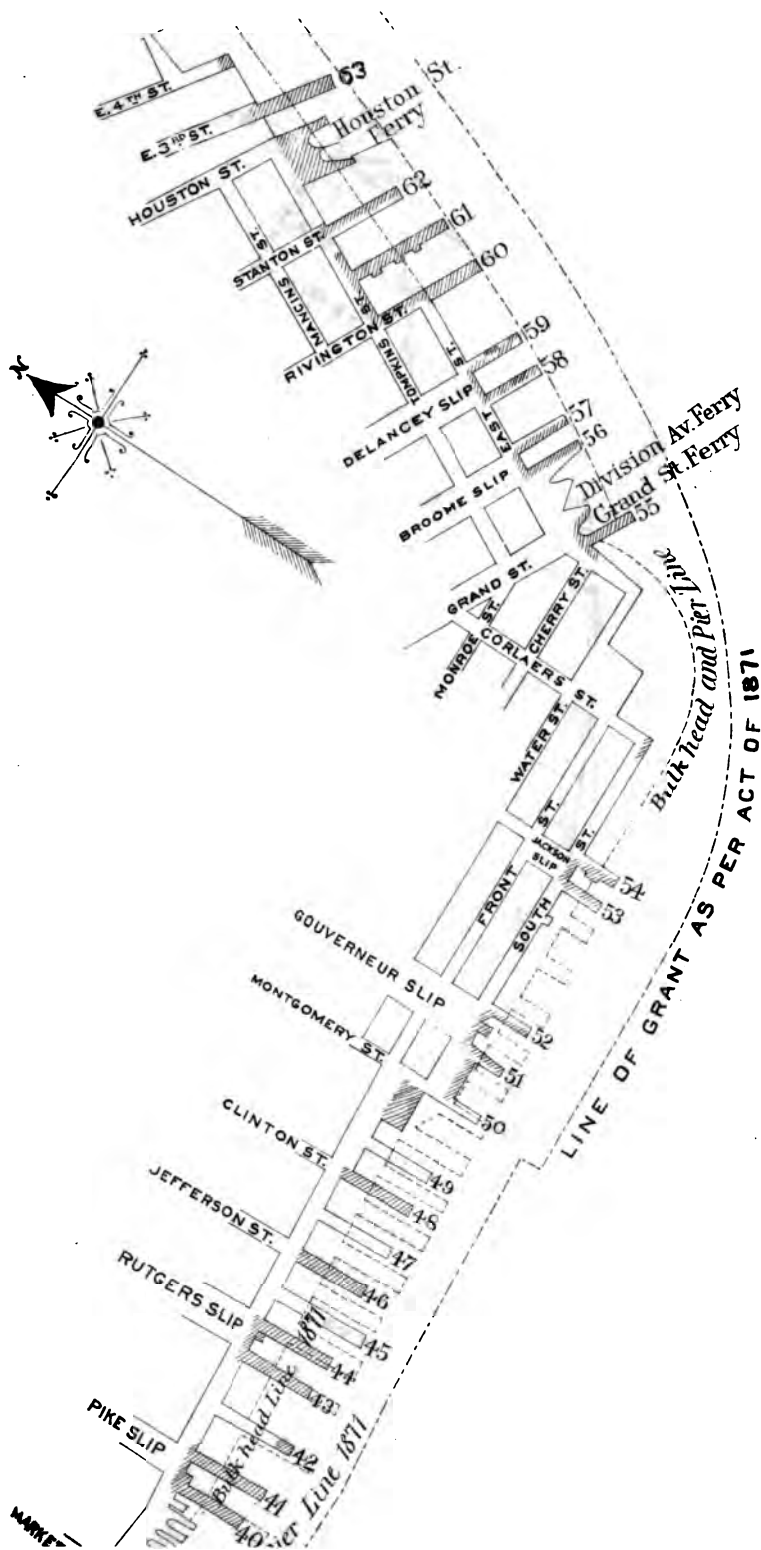 E. 4TH ST.
63
E. 3RD ST.
Houston St.
Ferry
HOUSTON ST.
62
ST.
STANTON ST.
61
MANCINS
60
ST.
RIVINGTON ST.
N
TOMPKINS
59
ST.
58
DELANCEY SLIP
EAST
57
56
Division Av. Ferry
Grand St. Ferry
55
BROOME SLIP
GRAND ST.
MONROE ST.
CHERRY ST.
CORLAERS ST.
Bulk head and Pier Line
LINE OF GRANT AS PER ACT OF 1871
WATER ST.
ST.
ST.
JACKSON
SLIP
54
53
FRONT
SOUTH
GOUVERNEUR SLIP
52
MONTGOMERY ST.
51
50
CLINTON ST.
49
48
JEFFERSON ST.
47
46
RUTGERS SLIP
45
44
43
Bulk head Line 1871
PIKE SLIP
42
41
40
Pier Line 1871
MARKET